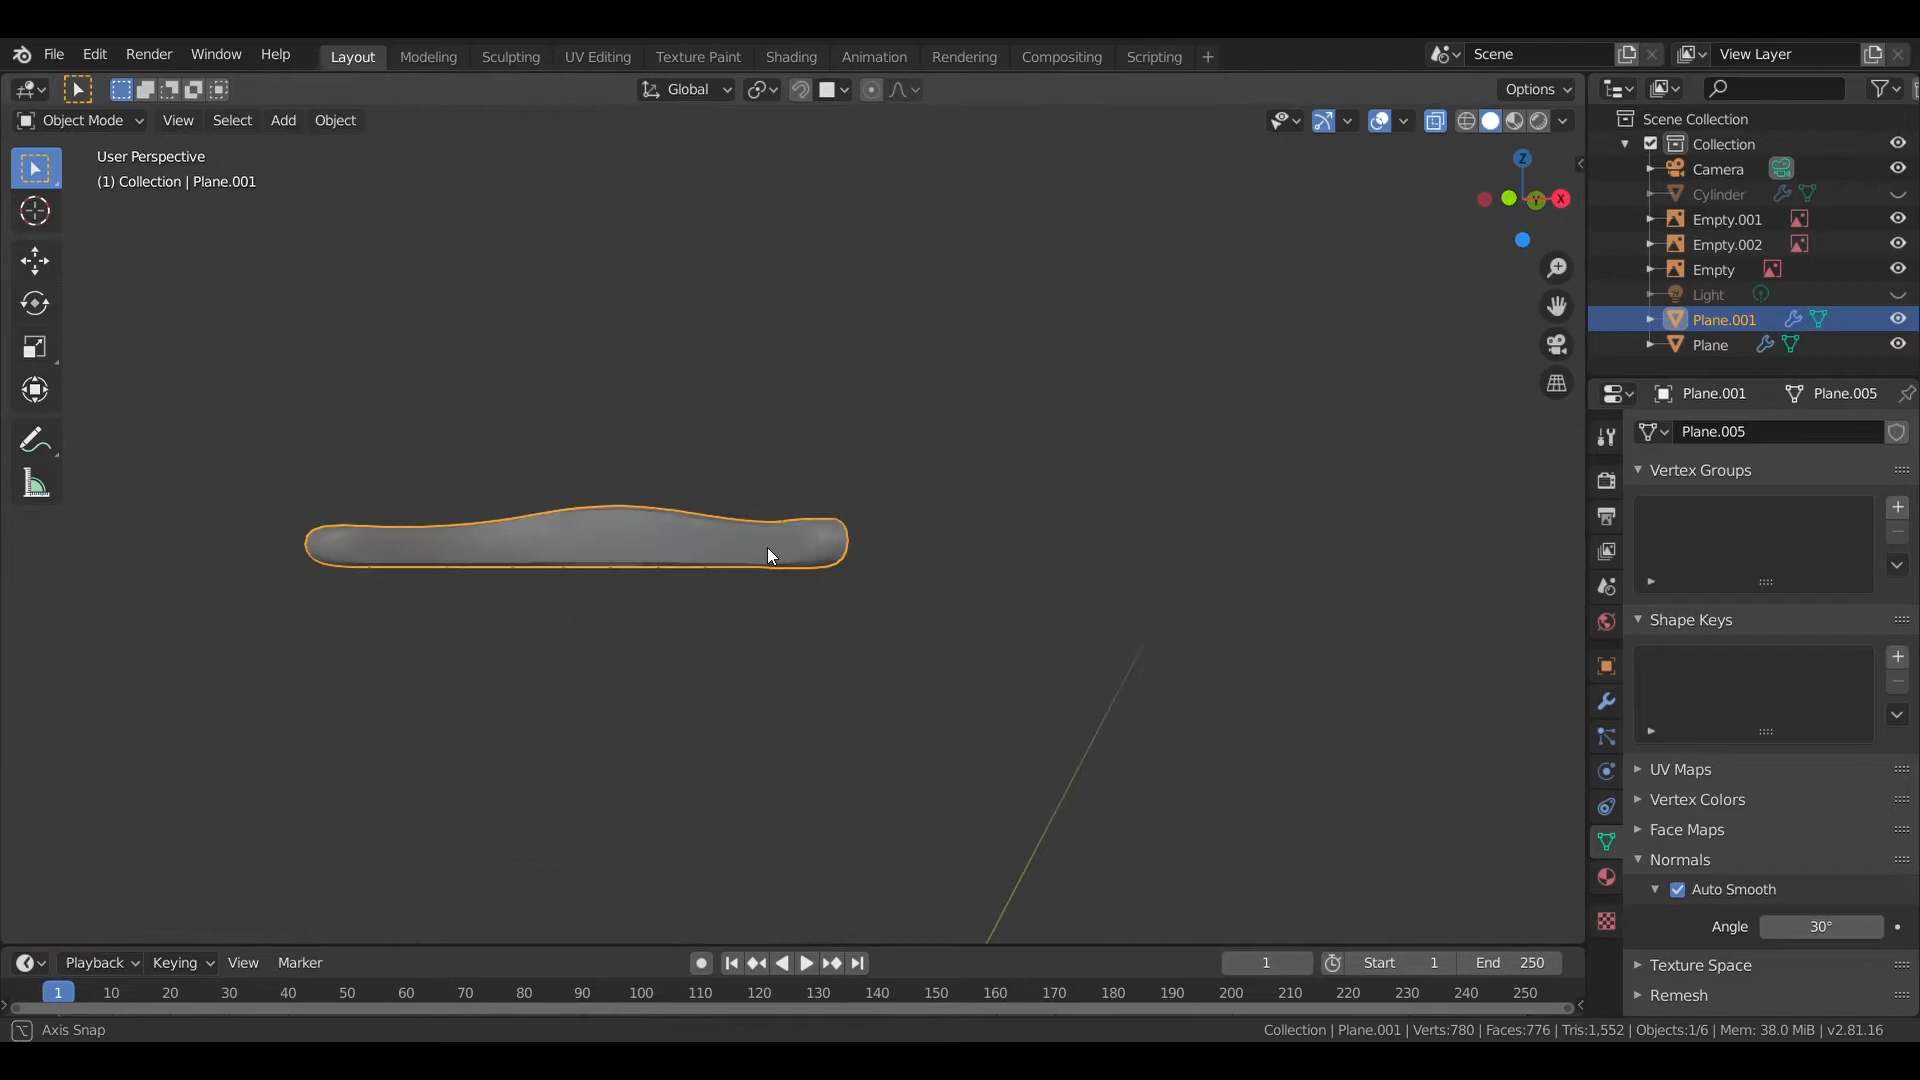 File Edit Render Window Help Layout Modeling Sculpting UV Editing Texture Paint Shading Animation Rendering Compositing Scripting + Scene View Layer
Global Options
Object Mode View Select Add Object
User Perspective
(1) Collection | Plane.001
Z
X
Y
Scene Collection
Collection
Camera
Cylinder
Empty.001
Empty.002
Empty
Light
Plane.001
Plane
Plane.001 Plane.005
Plane.005
Vertex Groups
Shape Keys
UV Maps
Vertex Colors
Face Maps
Normals
Auto Smooth
Angle 30°
Texture Space
Remesh
Playback Keying View Marker 1 Start 1 End 250
1 10 20 30 40 50 60 70 80 90 100 110 120 130 140 150 160 170 180 190 200 210 220 230 240 250
Axis Snap Collection | Plane.001 | Verts:780 | Faces:776 | Tris:1,552 | Objects:1/6 | Mem: 38.0 MiB | v2.81.16